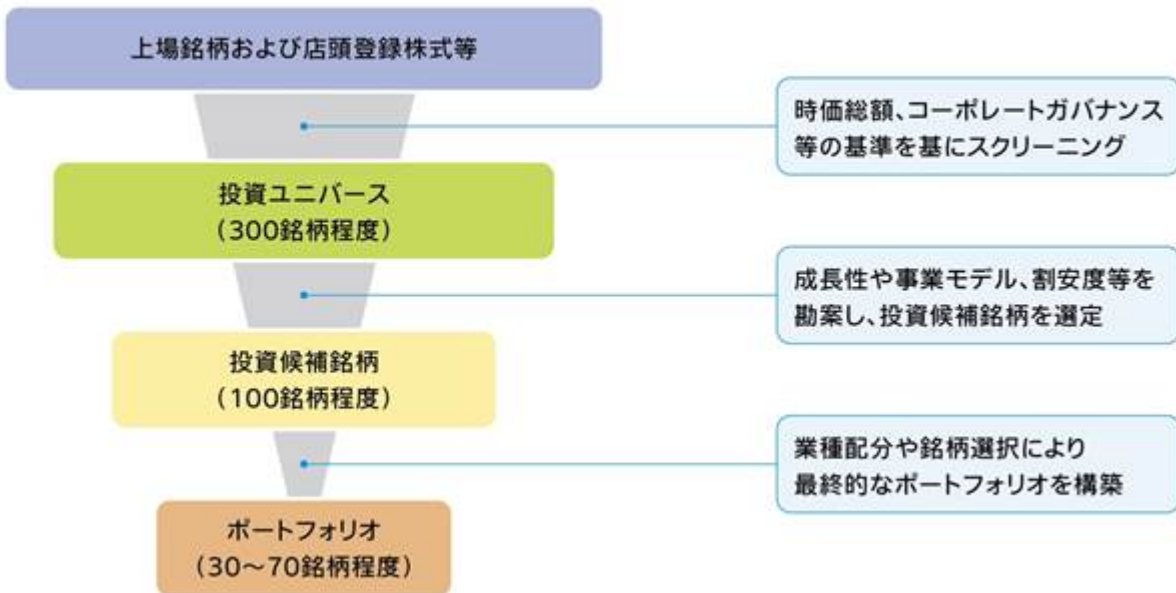 上場銘柄および店頭登録株式等
時価総額、コーポレートガバナンス
等の基準を基にスクリーニング
投資ユニバース
（300銘柄程度）
成長性や事業モデル、割安度等を
勘案し、投資候補銘柄を選定
投資候補銘柄
（100銘柄程度）
業種配分や銘柄選択により
最終的なポートフォリオを構築
ポートフォリオ
（30～70銘柄程度）